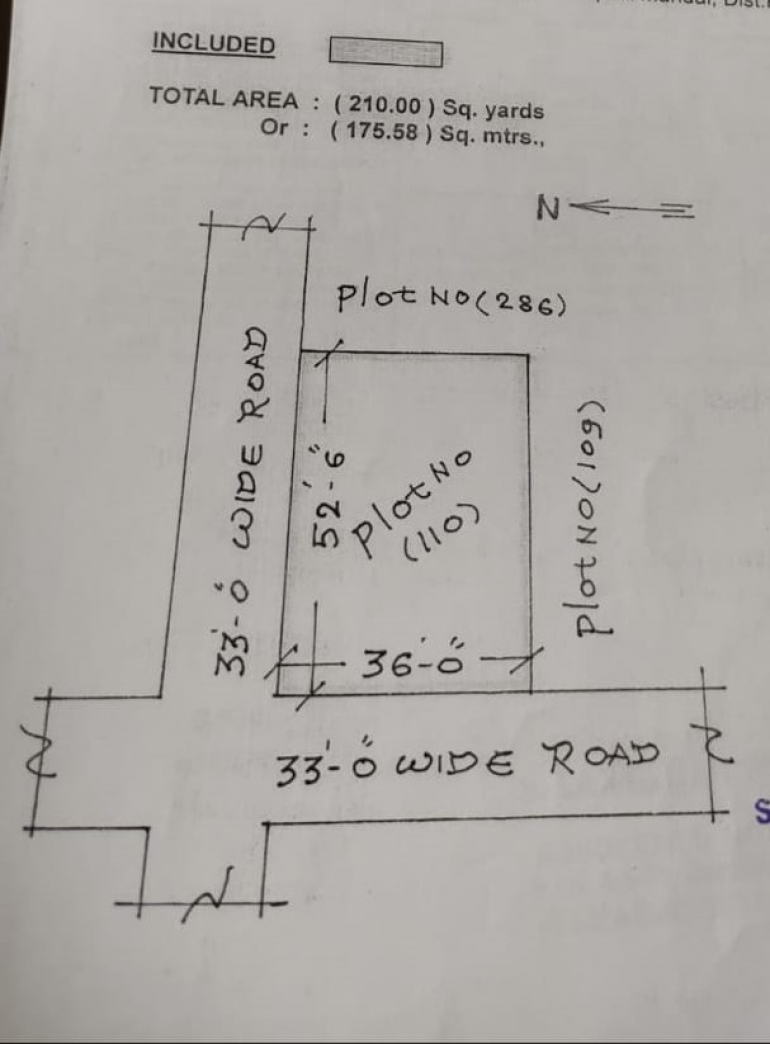 INCLUDED
TOTAL AREA : ( 210.00 ) Sq. yards
Or : ( 175.58 ) Sq. mtrs.,
N
Plot NO(286)
33'-0" WIDE ROAD
52'-6"
Plot NO
(110)
Plot NO(109)
36'-0"
33'-0" WIDE ROAD
S